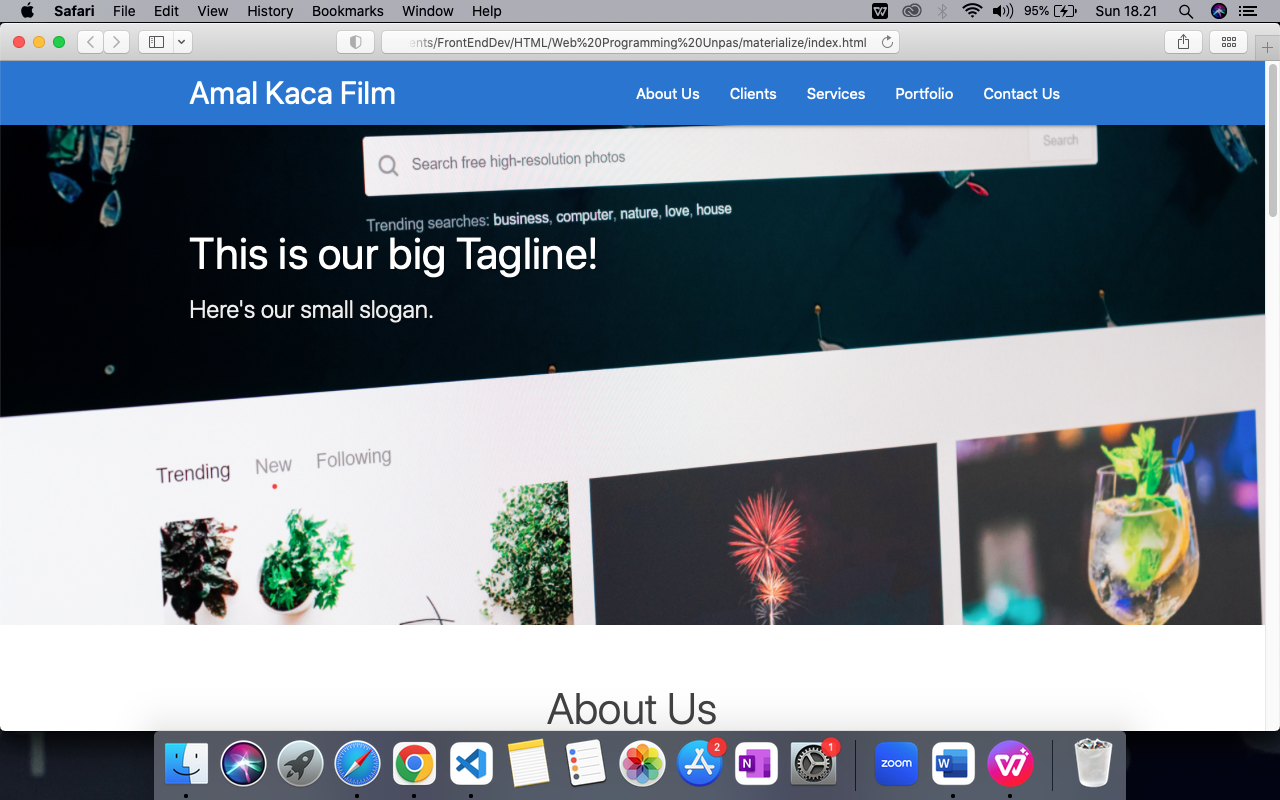 Safari File Edit View History Bookmarks Window Help 95% Sun 18.21
ents/FrontEndDev/HTML/Web%20Programming%20Unpas/materialize/index.html
Amal Kaca Film About Us Clients Services Portfolio Contact Us
Search free high-resolution photos Search
Trending searches: business, computer, nature, love, house
This is our big Tagline!
Here's our small slogan.
Trending New Following
About Us
2 N 1 zoom W